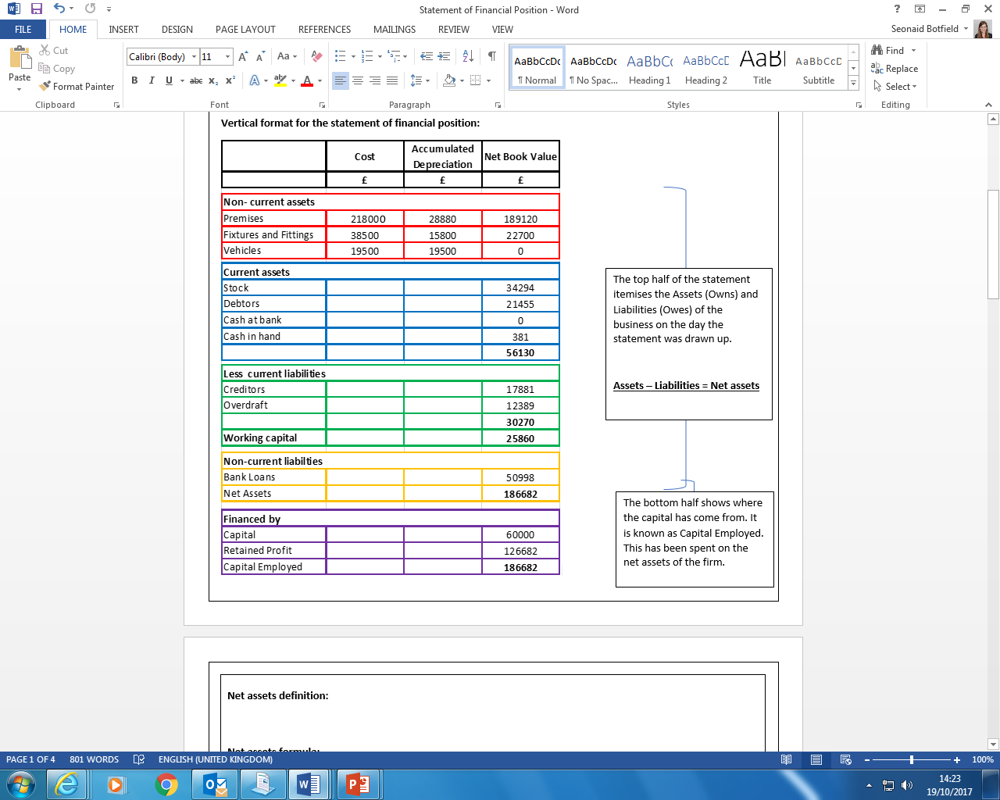 Statement of Financial Position - Word
FILE HOME INSERT DESIGN PAGE LAYOUT REFERENCES MAILINGS REVIEW VIEW Seonaid Botfield
Paste
Cut
Copy
Format Painter
Clipboard
Calibri (Body) 11
Font
Paragraph
AaBbCcDc AaBbCcDc AaBbCc AaBbCcD AaBl AaBbCcD
¶ Normal ¶ No Spac... Heading 1 Heading 2 Title Subtitle
Styles
Find
Replace
Select
Editing
Vertical format for the statement of financial position:
Cost Accumulated Depreciation Net Book Value
£ £ £
Non- current assets
Premises 218000 28880 189120
Fixtures and Fittings 38500 15800 22700
Vehicles 19500 19500 0
Current assets
Stock 34294
Debtors 21455
Cash at bank 0
Cash in hand 381
56130
Less current liabilities
Creditors 17881
Overdraft 12389
30270
Working capital 25860
Non-current liabilties
Bank Loans 50998
Net Assets 186682
Financed by
Capital 60000
Retained Profit 126682
Capital Employed 186682
The top half of the statement
itemises the Assets (Owns) and
Liabilities (Owes) of the
business on the day the
statement was drawn up.
Assets – Liabilities = Net assets
The bottom half shows where
the capital has come from. It
is known as Capital Employed.
This has been spent on the
net assets of the firm.
Net assets definition:
Net assets formula:
PAGE 1 OF 4 801 WORDS ENGLISH (UNITED KINGDOM) 100%
14:23
19/10/2017